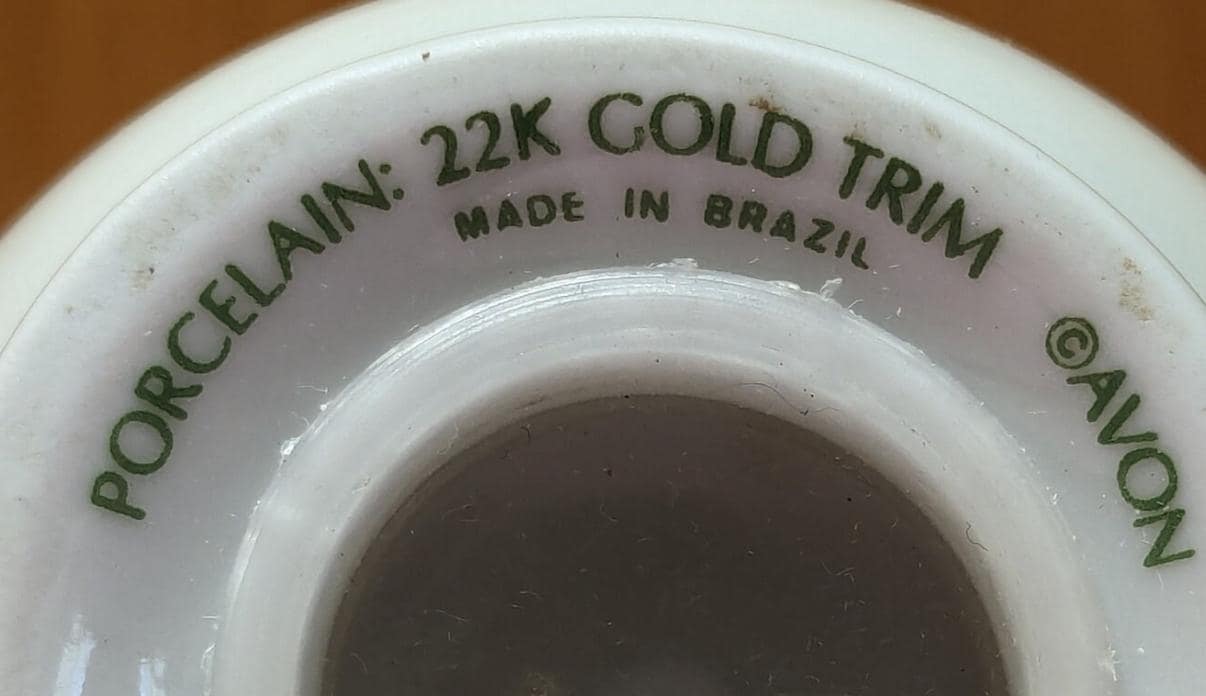 PORCELAIN: 22K GOLD TRIM
MADE IN BRAZIL
©AVON